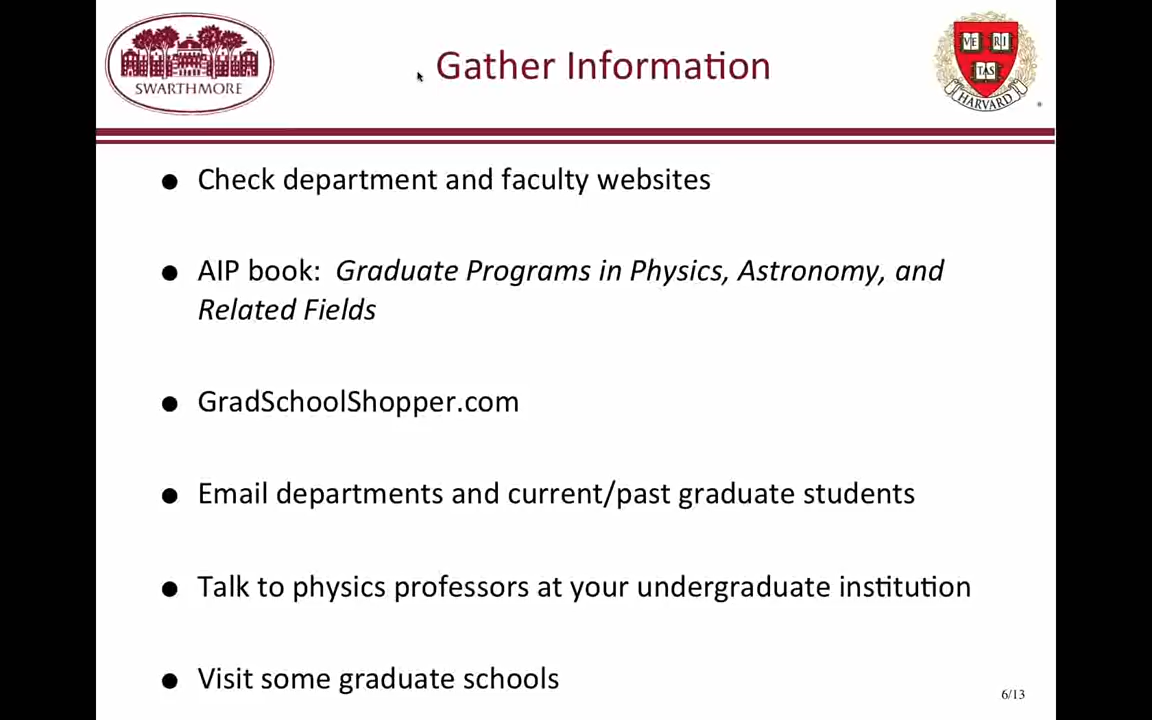 SWARTHMORE
Gather Information
VE RI
TAS
HARVARD
● Check department and faculty websites
● AIP book: Graduate Programs in Physics, Astronomy, and
Related Fields
● GradSchoolShopper.com
● Email departments and current/past graduate students
● Talk to physics professors at your undergraduate institution
● Visit some graduate schools
6/13